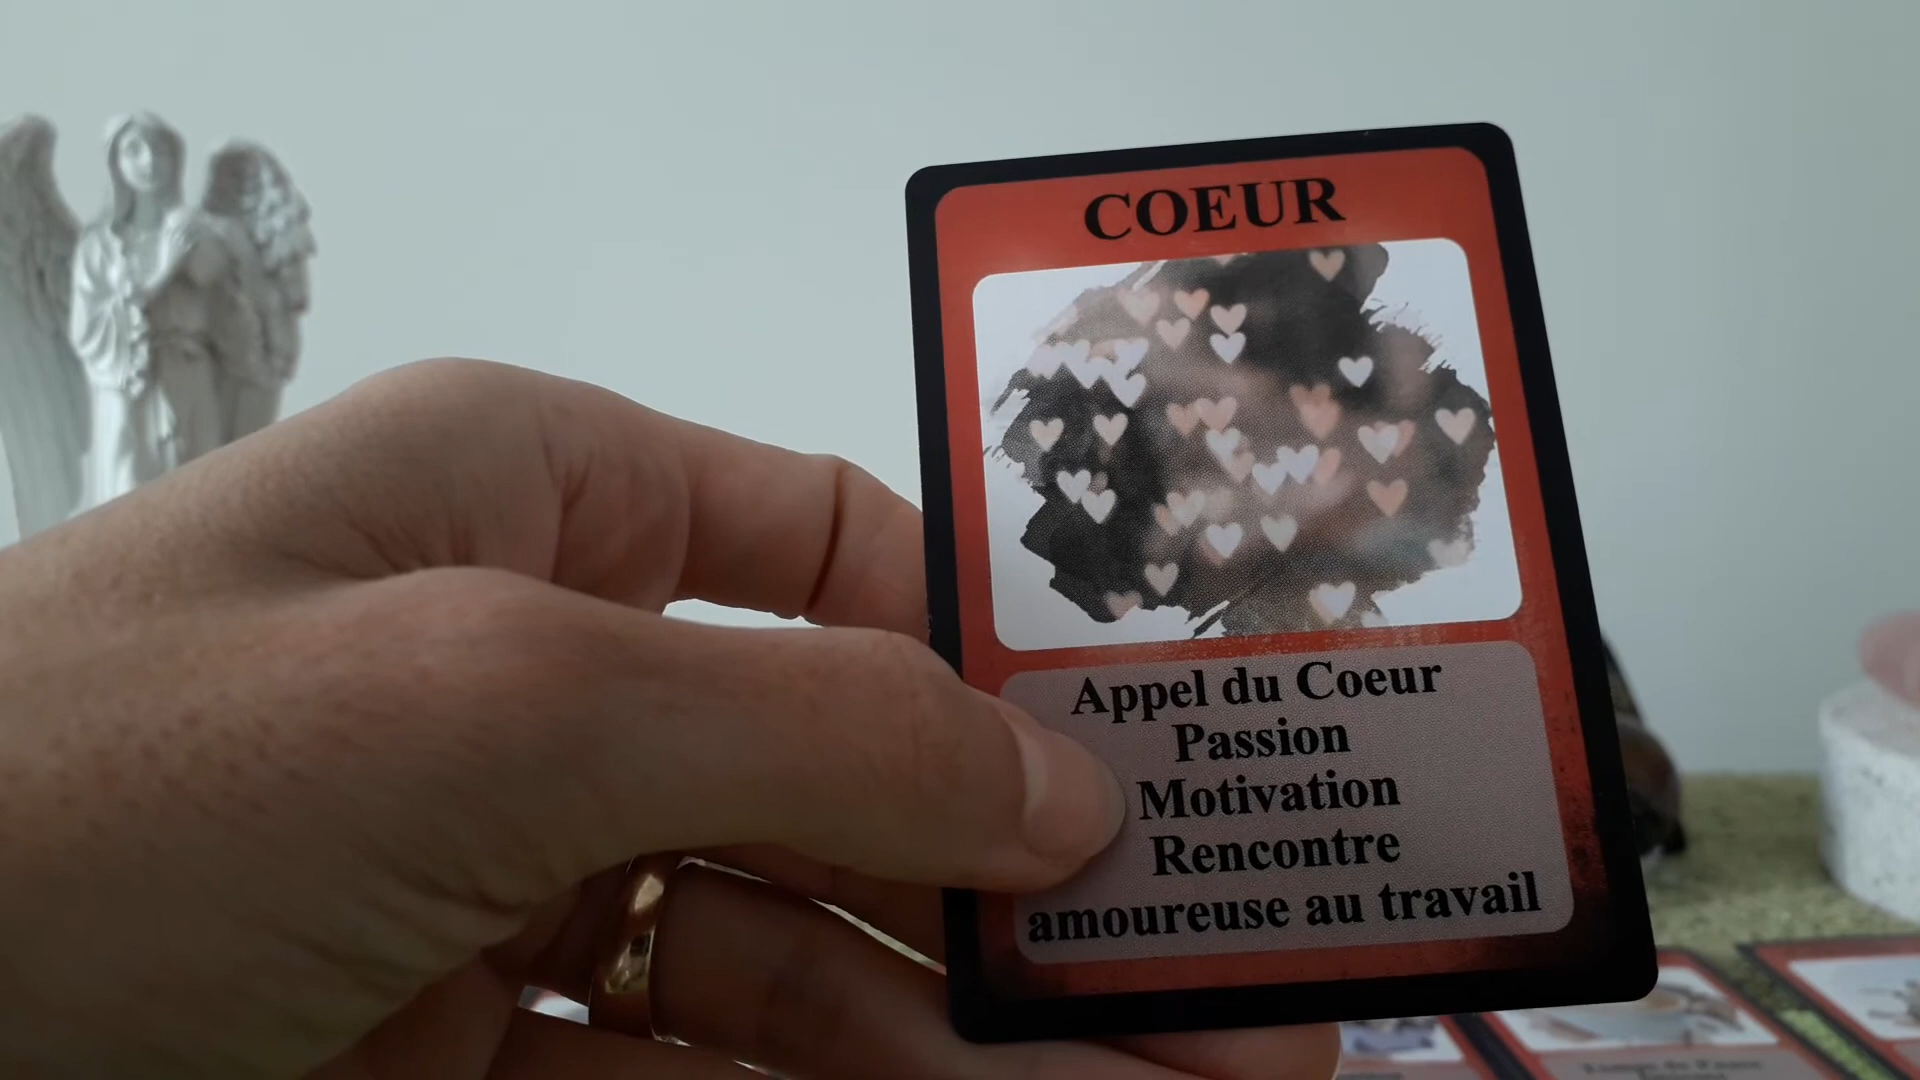 COEUR
Appel du Coeur
Passion
Motivation
Rencontre
amoureuse au travail